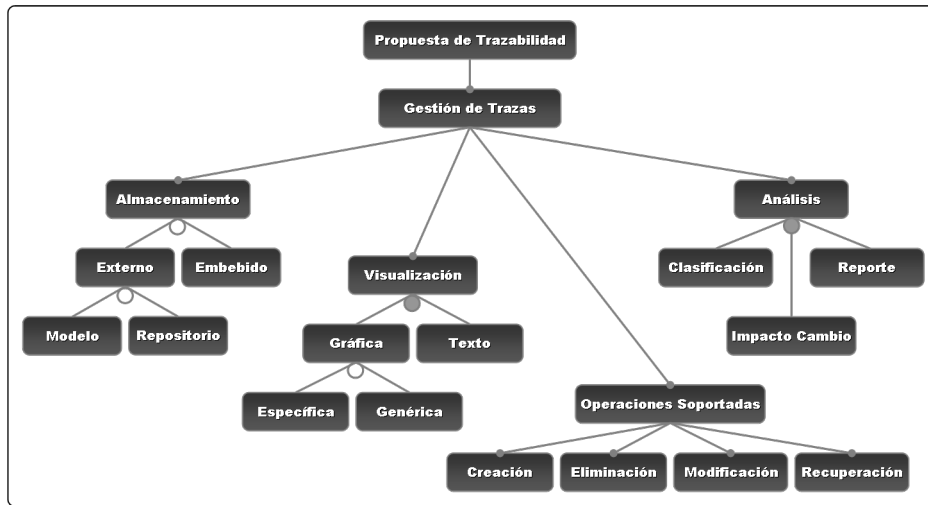 Propuesta de Trazabilidad
Gestión de Trazas
Almacenamiento
Análisis
Externo
Embebido
Visualización
Clasificación
Reporte
Modelo
Repositorio
Gráfica
Texto
Impacto Cambio
Específica
Genérica
Operaciones Soportadas
Creación
Eliminación
Modificación
Recuperación